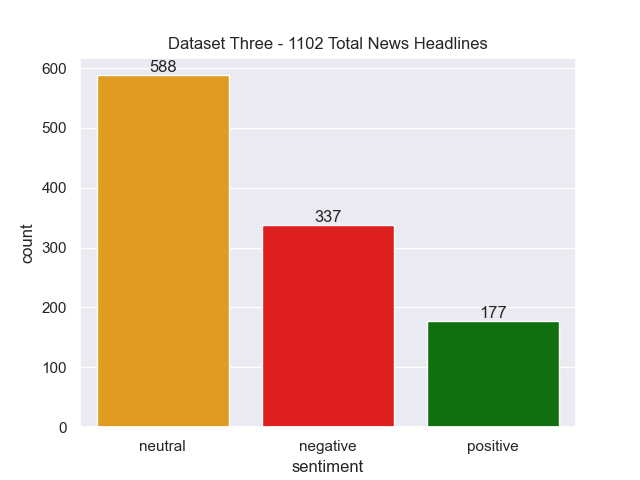 Dataset Three - 1102 Total News Headlines
600
500
400
300
200
100
0
count
588
337
177
neutral
negative
positive
sentiment